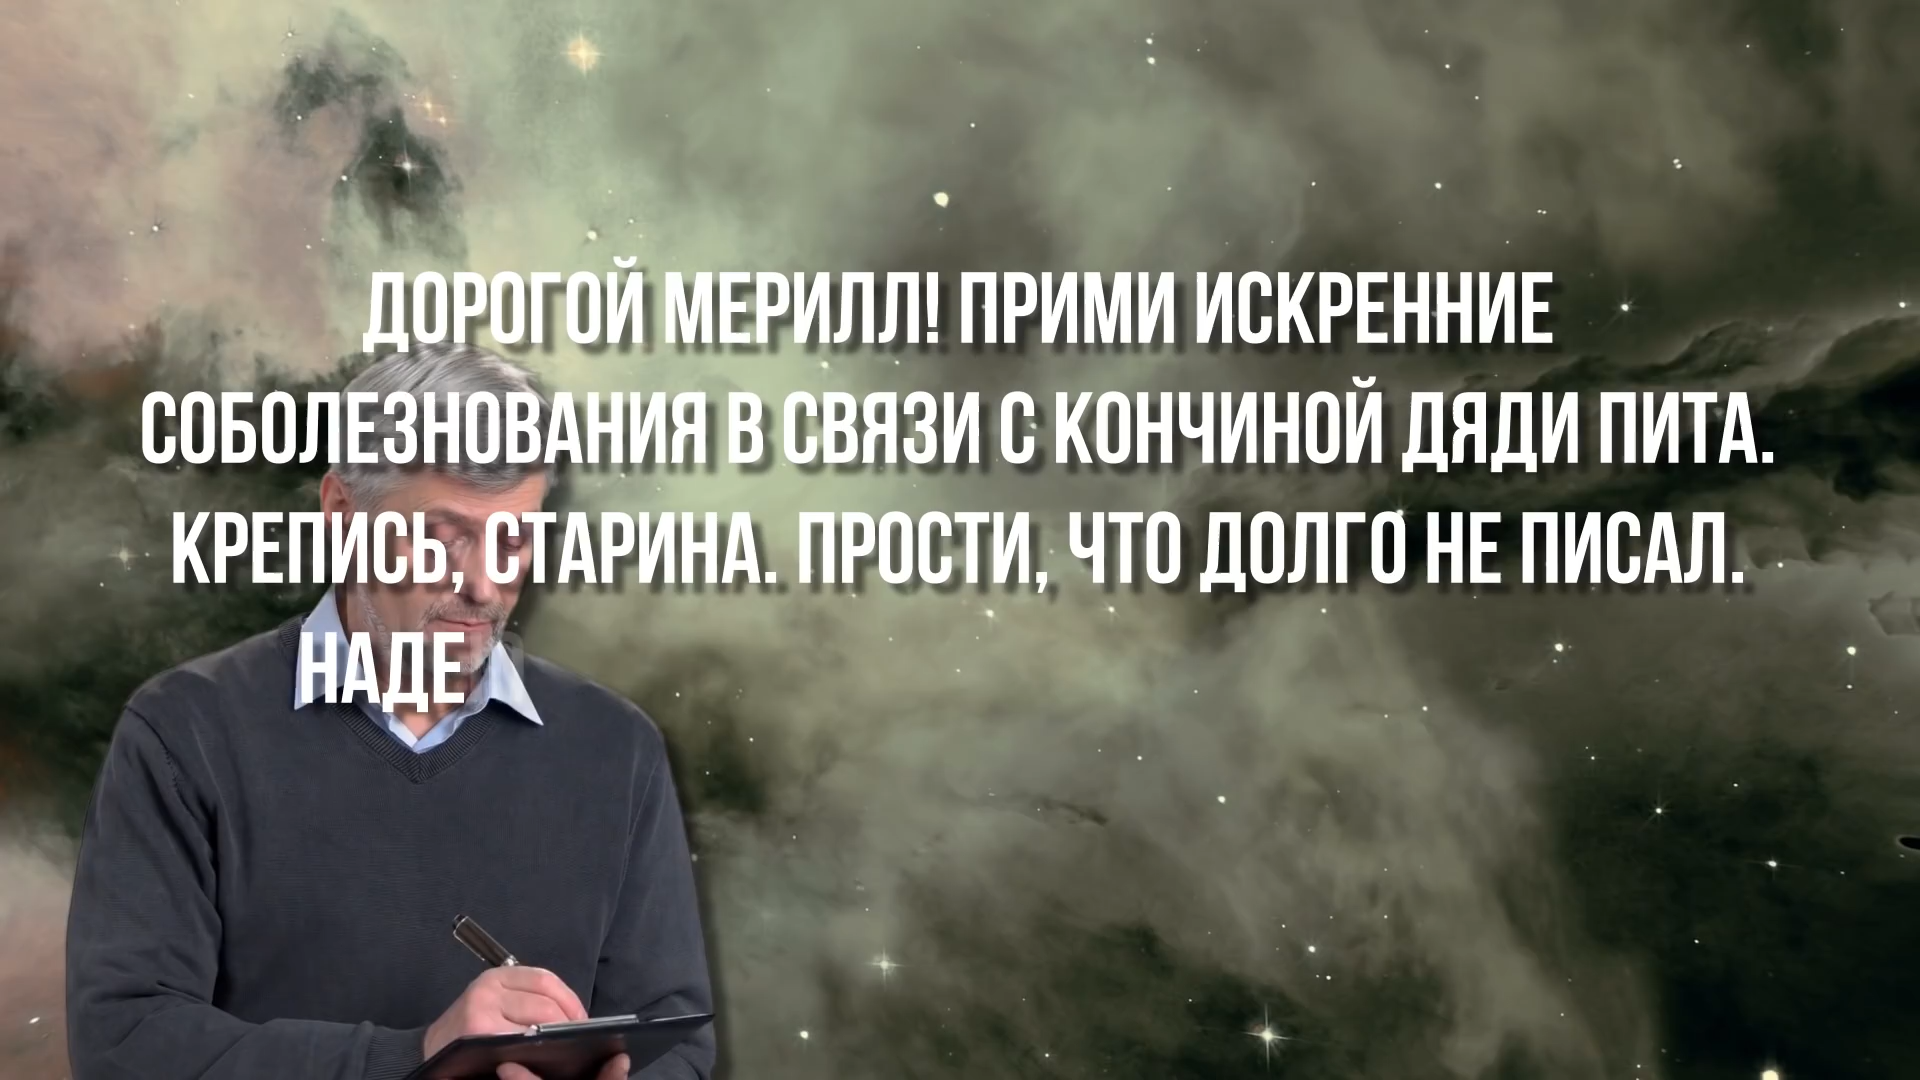 ДОРОГОЙ МЕРИЛЛ! ПРИМИ ИСКРЕННИЕ
СОБОЛЕЗНОВАНИЯ В СВЯЗИ С КОНЧИНОЙ ДЯДИ ПИТА.
КРЕПИСЬ, СТАРИНА. ПРОСТИ, ЧТО ДОЛГО НЕ ПИСАЛ.
НАДЕ